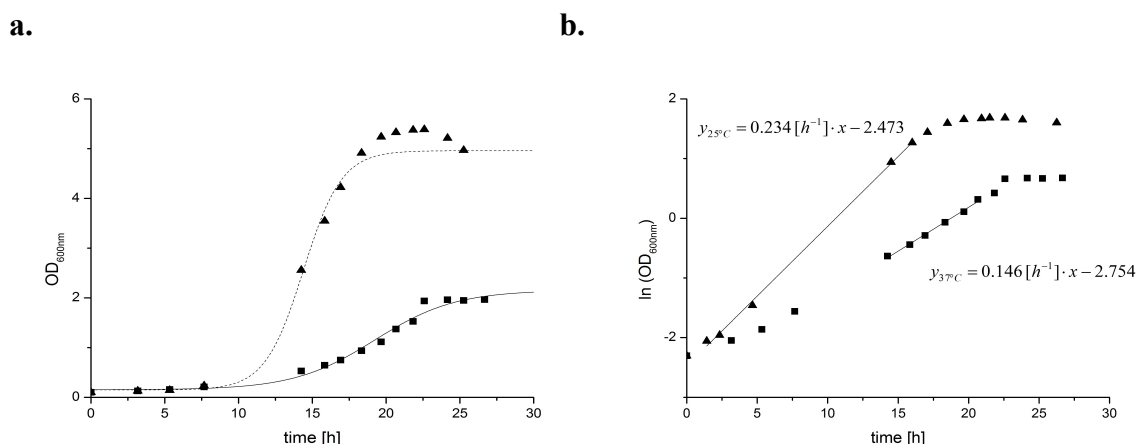 a.
b.
6
4
2
0
0 5 10 15 20 25 30
OD600nm
time [h]
2
0
-2
0 5 10 15 20 25 30
ln (OD600nm)
time [h]
y25°C = 0.234 [h⁻¹]·x − 2.473
y37°C = 0.146 [h⁻¹]·x − 2.754